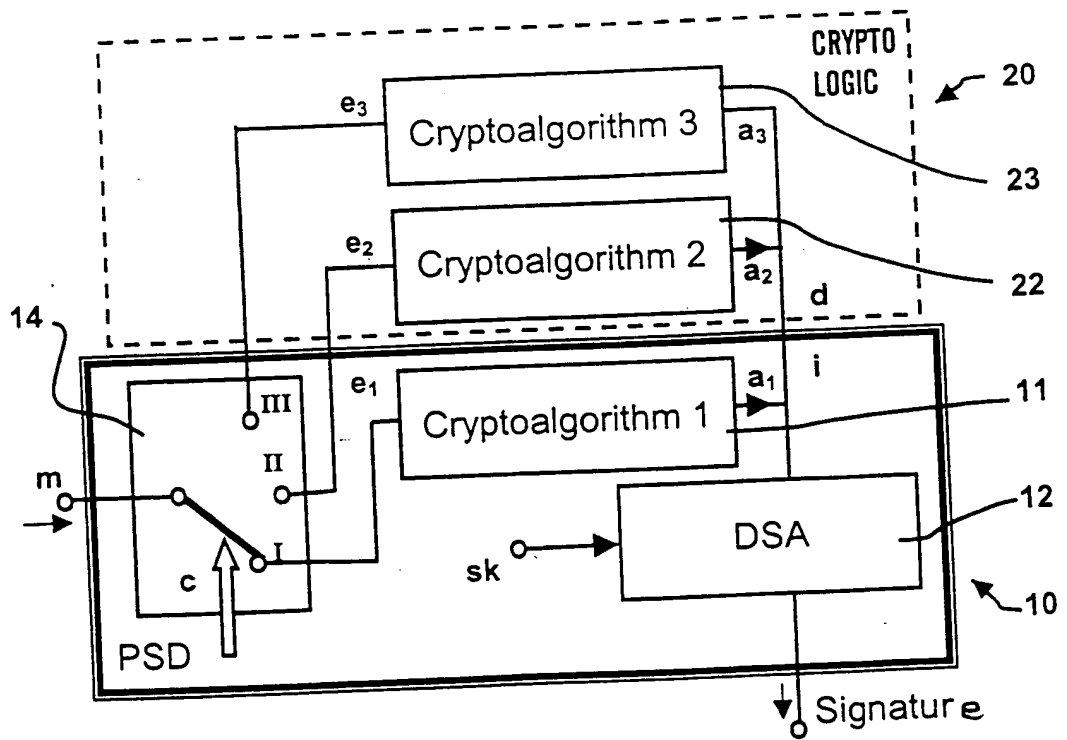 CRYPTO
LOGIC
20
e3
Cryptoalgorithm 3
a3
23
e2
Cryptoalgorithm 2
a2
22
d
14
e1
Cryptoalgorithm 1
a1
i
11
III
II
m
I
c
sk
DSA
12
10
PSD
Signature